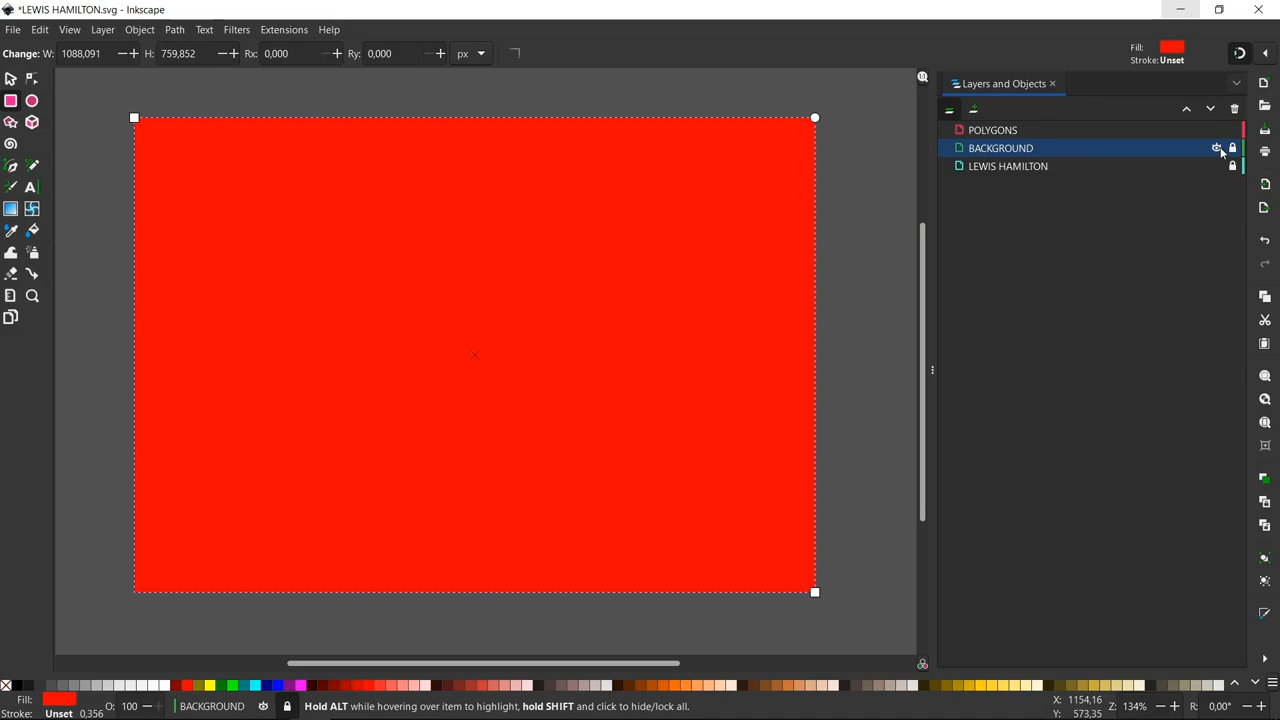 *LEWIS HAMILTON.svg - Inkscape
File Edit View Layer Object Path Text Filters Extensions Help
Change: W: 1088,091 H: 759,852 Rx: 0,000 Ry: 0,000 px
Fill:
Stroke: Unset
Layers and Objects
POLYGONS
BACKGROUND
LEWIS HAMILTON
Fill:
Stroke: Unset 0,356
O: 100
BACKGROUND
Hold ALT while hovering over item to highlight, hold SHIFT and click to hide/lock all.
X: 1154,16
Y: 573,35
Z: 134%
R: 0,00°